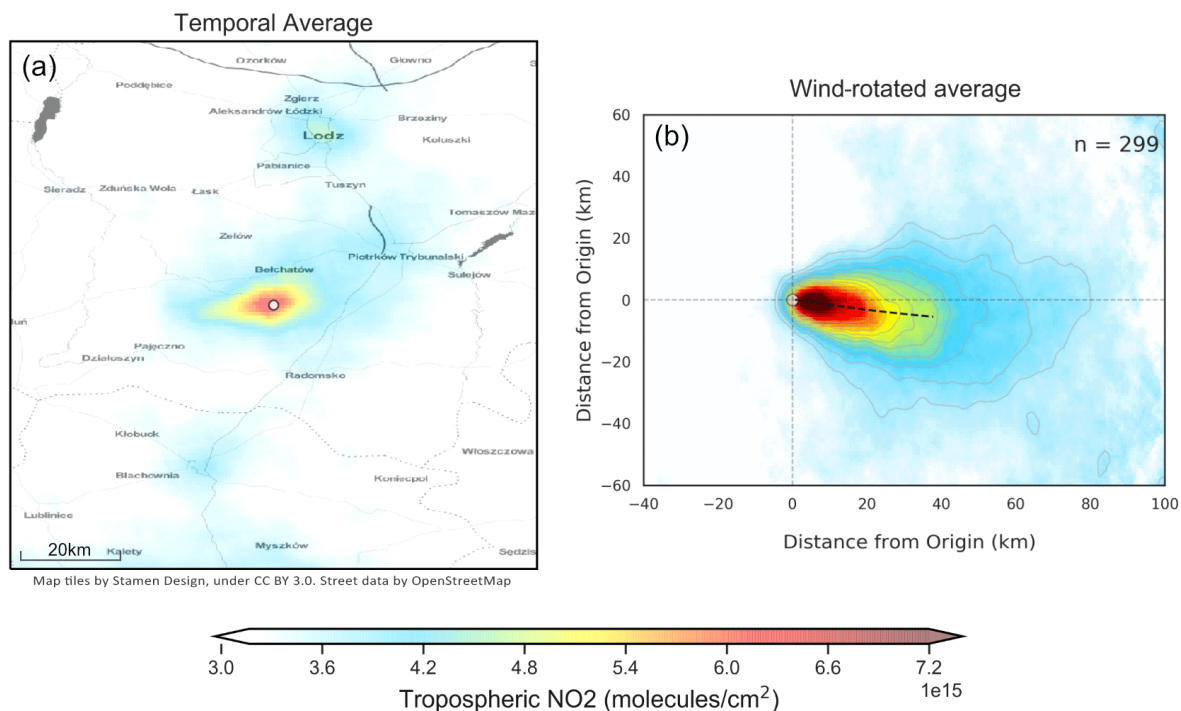 Temporal Average
(a)
Ozorków
Głowno
Poddębice
Zgierz
Aleksandrów Łódzki
Brzeziny
Lodz
Koluszki
Pabianice
Sieradz
Zduńska Wola
Łask
Tuszyn
Tomaszów Maz
Zelów
Piotrków Trybunalski
Bełchatów
Sulejów
Pajęczno
Działoszyn
Radomsko
Kłobuck
Włoszczowa
Blachownia
Koniecpol
Lubliniec
20km
Kalety
Myszków
Sędzis
Map tiles by Stamen Design, under CC BY 3.0. Street data by OpenStreetMap
Wind-rotated average
(b)
n = 299
Distance from Origin (km)
60
40
20
0
−20
−40
−60
−40 −20 0 20 40 60 80 100
Distance from Origin (km)
3.0 3.6 4.2 4.8 5.4 6.0 6.6 7.2
1e15
Tropospheric NO2 (molecules/cm²)